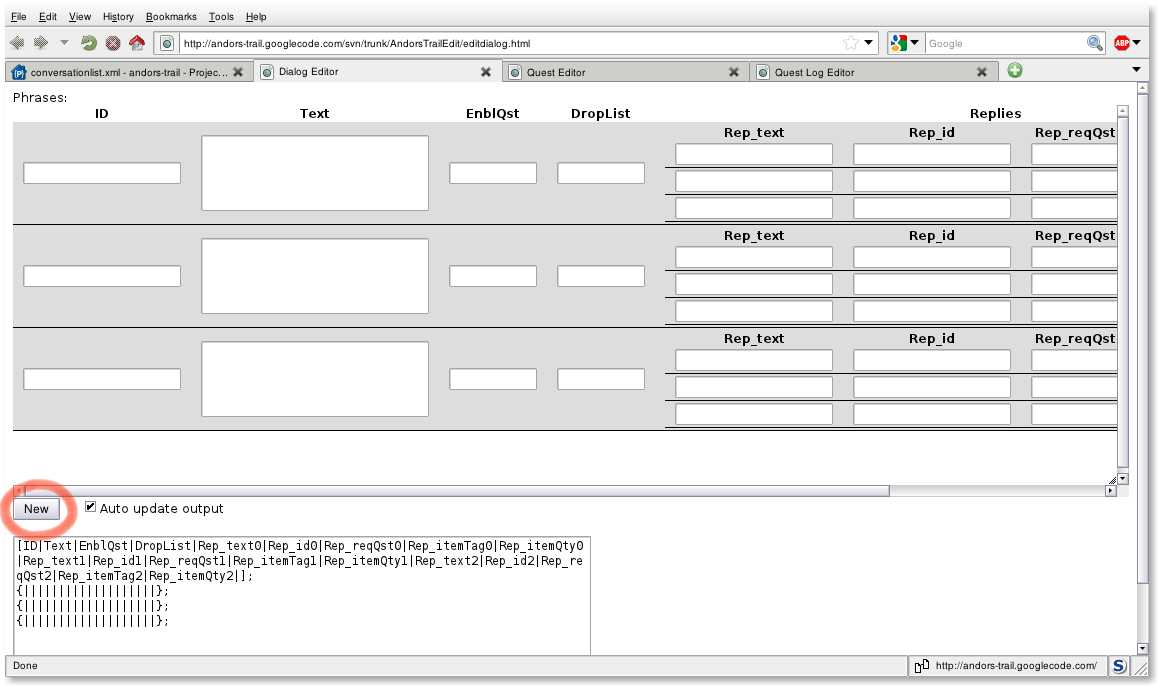 File Edit View History Bookmarks Tools Help
http://andors-trail.googlecode.com/svn/trunk/AndorsTrailEdit/editdialog.html Google ABP
conversationlist.xml - andors-trail - Projec... Dialog Editor Quest Editor Quest Log Editor
Phrases:
ID Text EnblQst DropList Replies
Rep_text Rep_id Rep_reqQst
Rep_text Rep_id Rep_reqQst
Rep_text Rep_id Rep_reqQst
New Auto update output
[ID|Text|EnblQst|DropList|Rep_text0|Rep_id0|Rep_reqQst0|Rep_itemTag0|Rep_itemQty0
|Rep_text1|Rep_id1|Rep_reqQst1|Rep_itemTag1|Rep_itemQty1|Rep_text2|Rep_id2|Rep_re
qQst2|Rep_itemTag2|Rep_itemQty2|];
{|||||||||||||||||||};
{|||||||||||||||||||};
{|||||||||||||||||||};
Done http://andors-trail.googlecode.com/ S